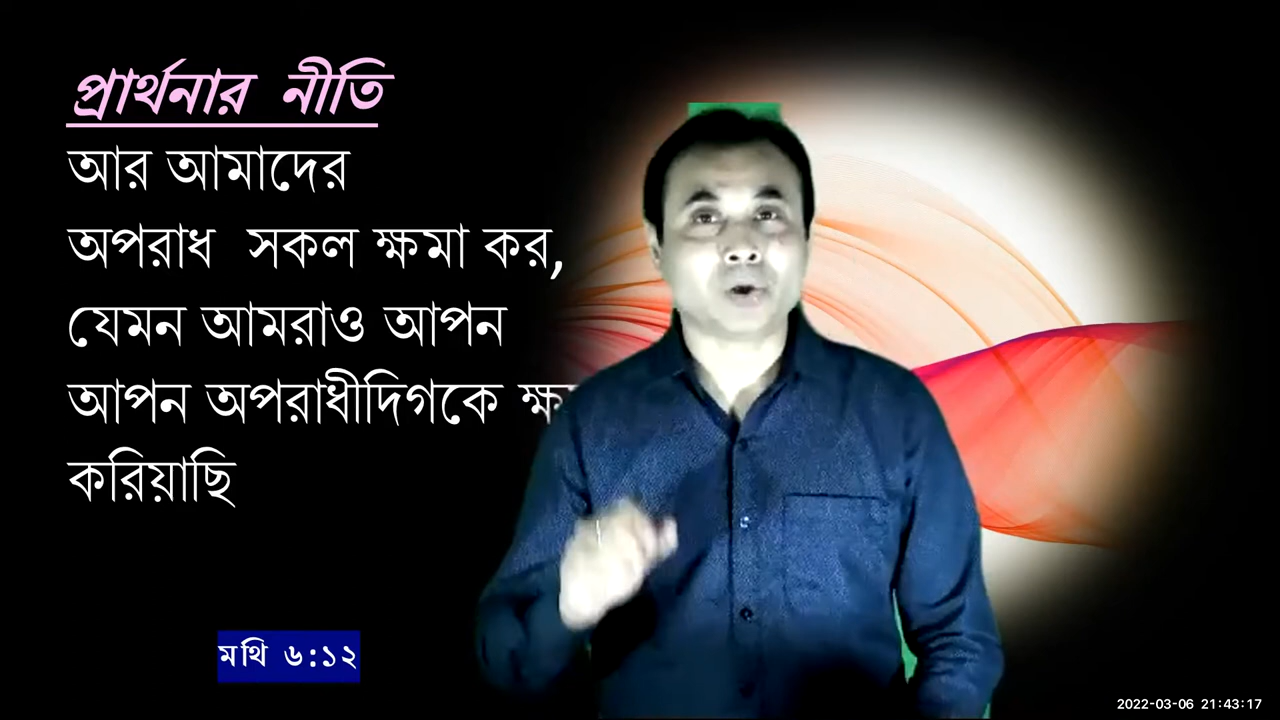 প্রার্থনার নীতি
আর আমাদের
অপরাধ সকল ক্ষমা কর,
যেমন আমরাও আপন
আপন অপরাধীদিগকে
করিয়াছি
মথি ৬:১২
2022-03-06 21:43:17